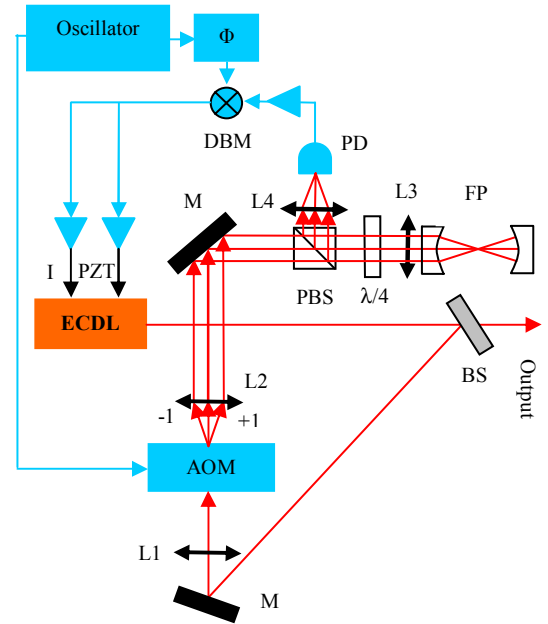 Oscillator
Φ
DBM
PD
M
L4
L3
FP
I
PZT
PBS
λ/4
ECDL
BS
Output
L2
-1
+1
AOM
L1
M